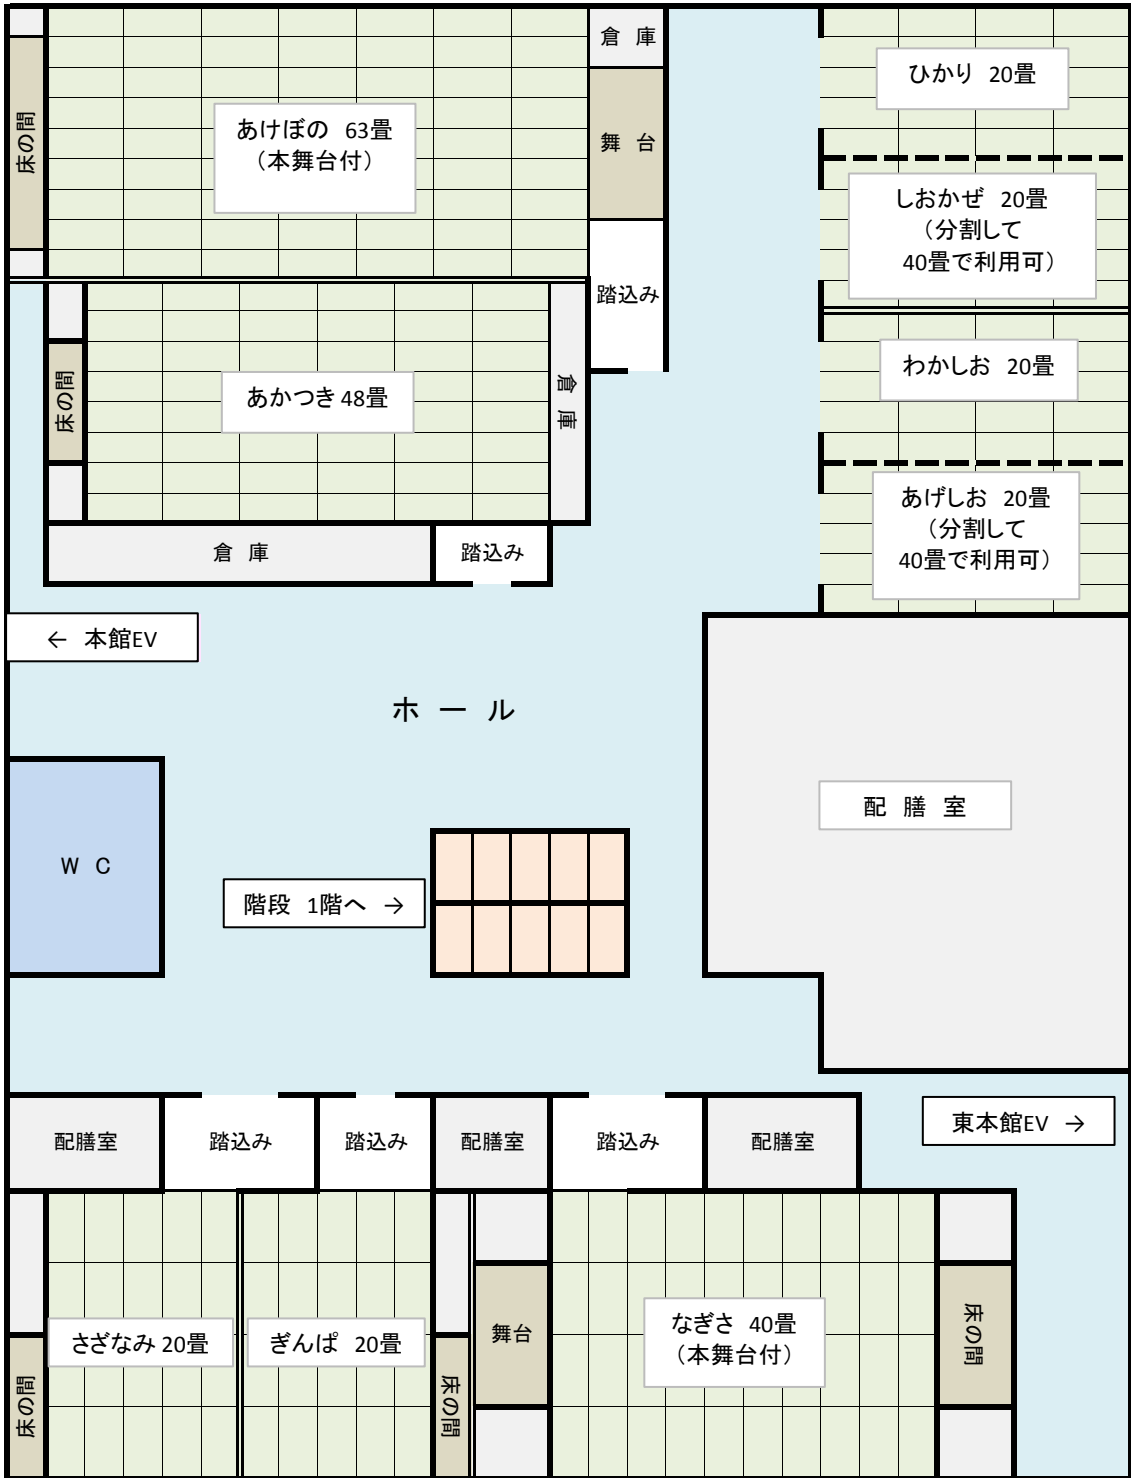 倉 庫
ひかり 20畳
床の間
あけぼの 63畳
（本舞台付）
舞 台
しおかぜ 20畳
（分割して
40畳で利用可）
踏込み
わかしお 20畳
床の間
あかつき 48畳
倉 庫
あげしお 20畳
（分割して
40畳で利用可）
倉 庫
踏込み
← 本館EV
ホ ー ル
配 膳 室
W C
階段 1階へ →
東本館EV →
配膳室
踏込み
踏込み
配膳室
踏込み
配膳室
さざなみ 20畳
ぎんぱ 20畳
舞台
なぎさ 40畳
（本舞台付）
床の間
床の間
床の間